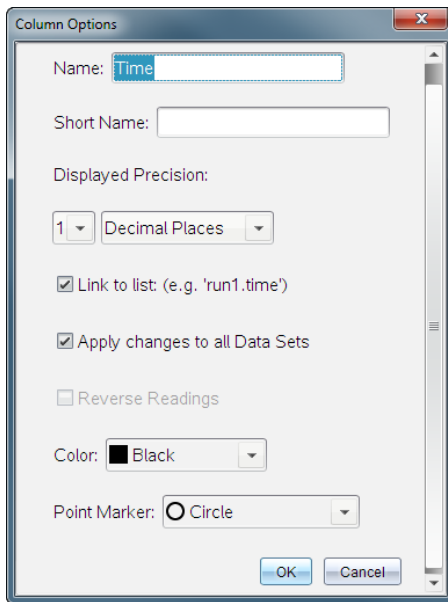 Column Options
Name: Time
Short Name:
Displayed Precision:
1 Decimal Places
Link to list: (e.g. 'run1.time')
Apply changes to all Data Sets
Reverse Readings
Color: Black
Point Marker: Circle
OK Cancel